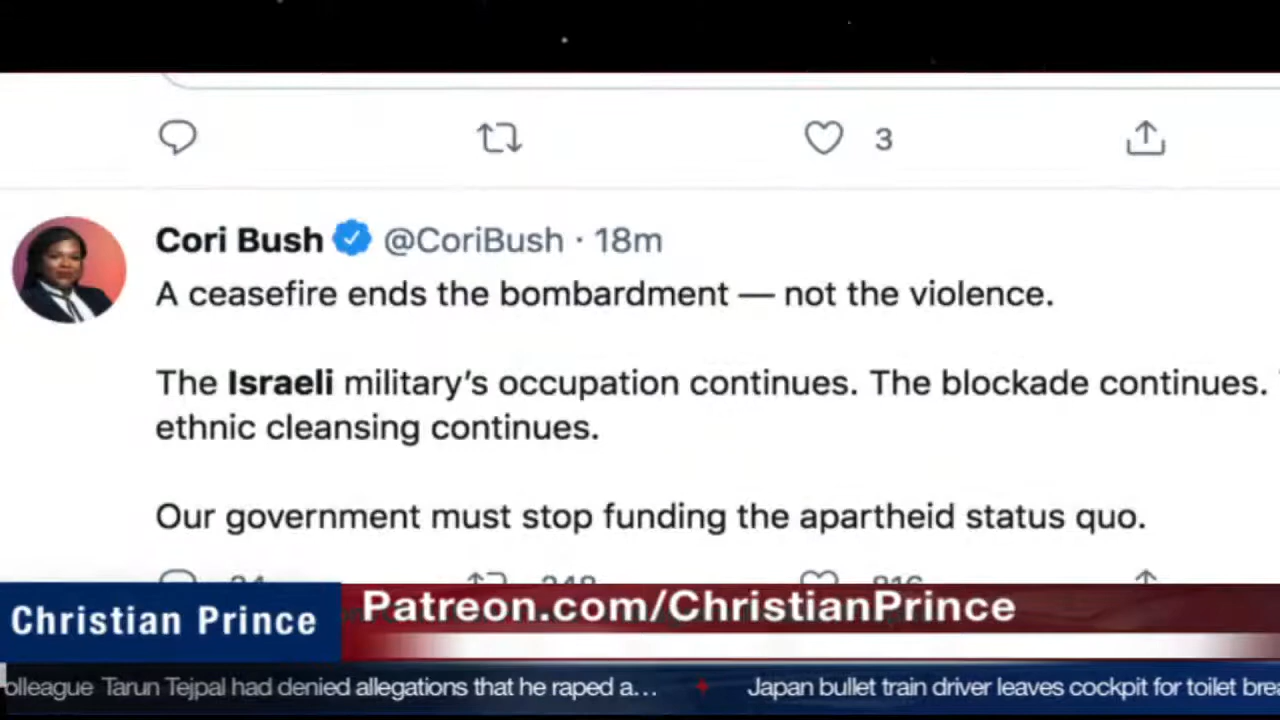 3
Cori Bush @CoriBush · 18m
A ceasefire ends the bombardment — not the violence.
The Israeli military's occupation continues. The blockade continues.
ethnic cleansing continues.
Our government must stop funding the apartheid status quo.
Christian Prince
Patreon.com/ChristianPrince
olleague Tarun Tejpal had denied allegations that he raped a… Japan bullet train driver leaves cockpit for toilet brea